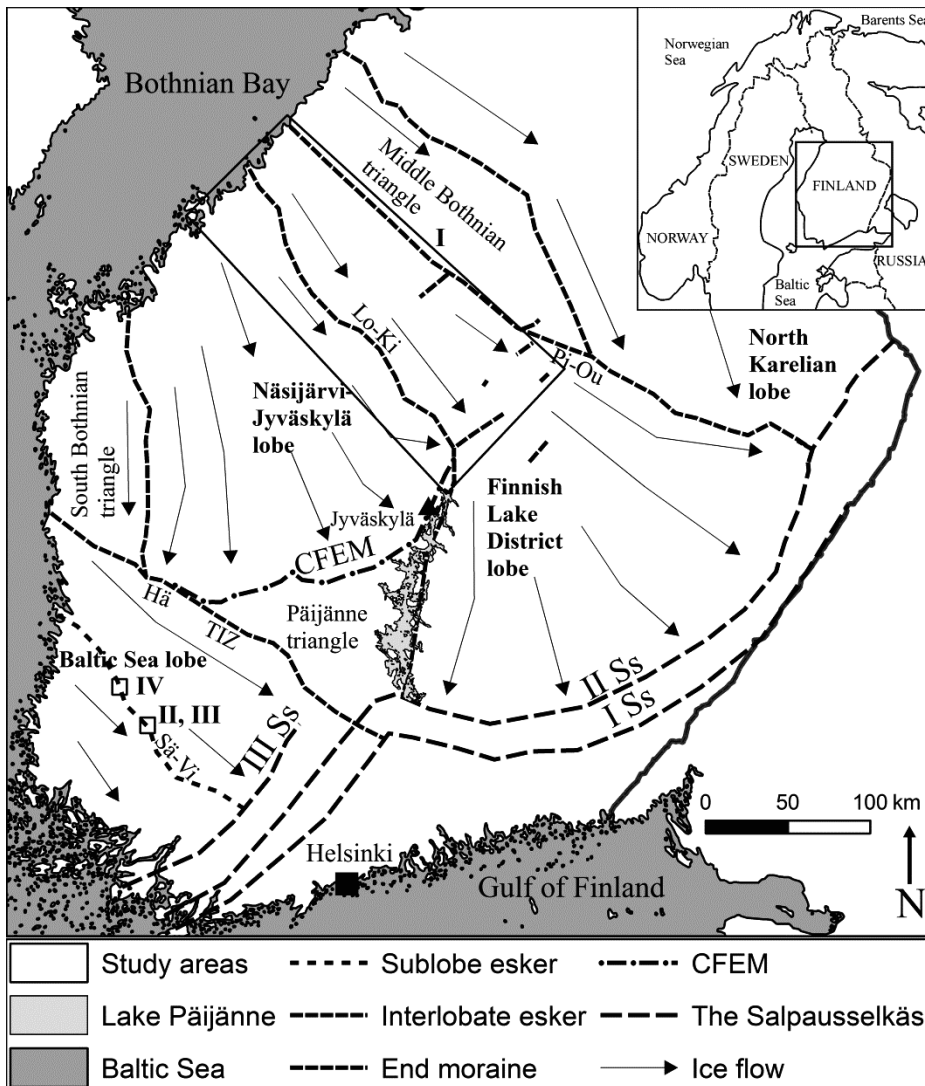 Bothnian Bay
Middle Bothnian
triangle
I
Lo-Ki
Pi-Ou
North
Karelian
lobe
Näsijärvi-
Jyväskylä
lobe
South Bothnian
triangle
Finnish
Lake
District
lobe
Jyväskylä
CFEM
Hä
TIZ
Päijänne
triangle
Baltic Sea lobe
IV
II, III
Sä-Vi
III Ss
II Ss
I Ss
Helsinki
Gulf of Finland
0 50 100 km
N
Barents Sea
Norwegian
Sea
SWEDEN
FINLAND
NORWAY
RUSSIA
Baltic
Sea
Study areas
Sublobe esker
CFEM
Lake Päijänne
Interlobate esker
The Salpausselkäs
Baltic Sea
End moraine
Ice flow